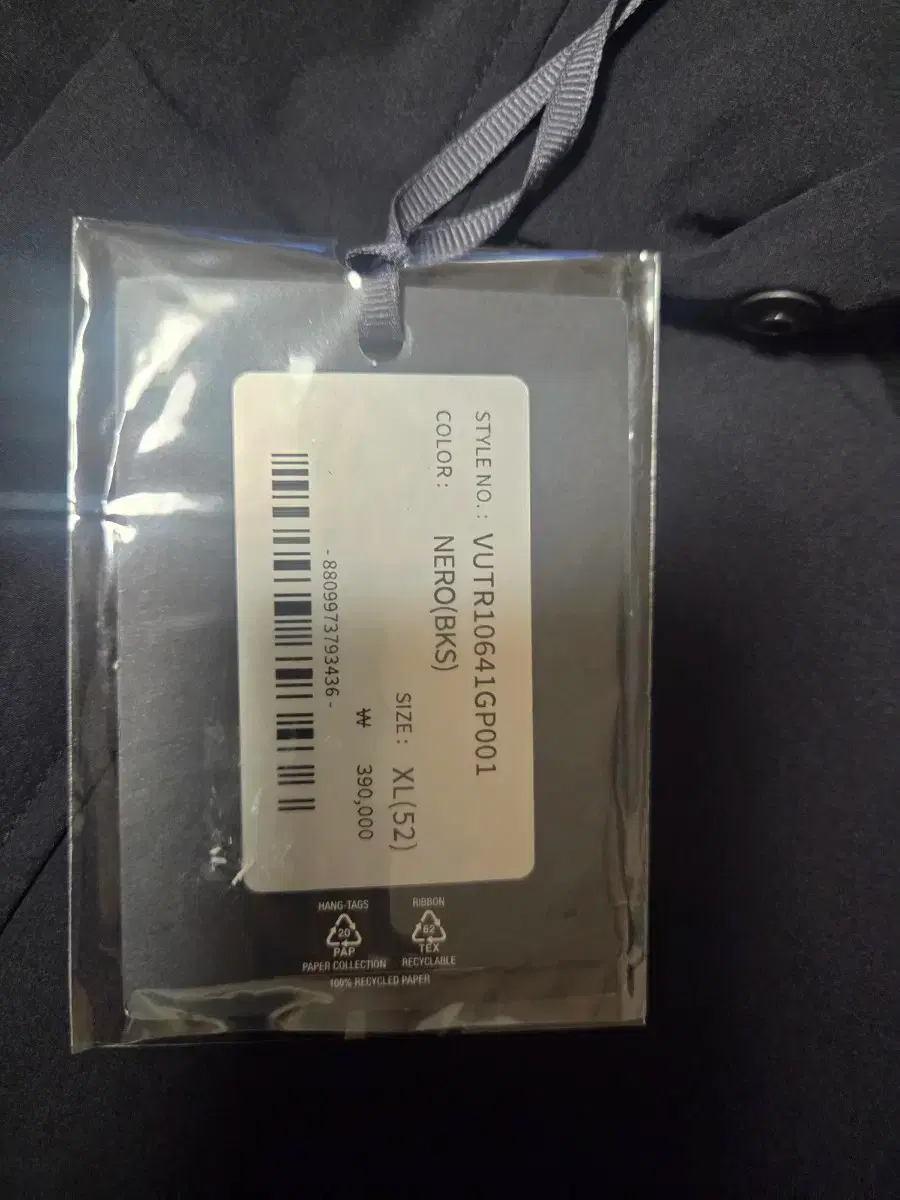 STYLE NO. : VUTR10641GP001
COLOR : NERO(BKS)
SIZE : XL(52)
₩ 390,000
-8809973793436-
HANG-TAGS
20
PAP
PAPER COLLECTION
RIBBON
62
TEX
RECYCLABLE
100% RECYCLED PAPER